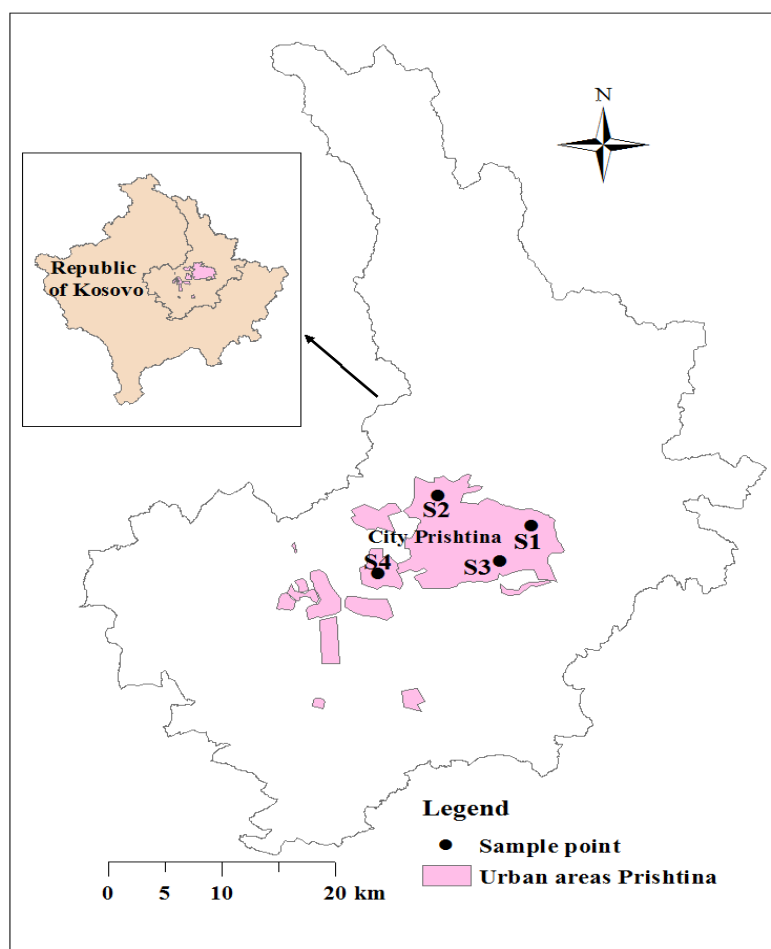 N
Republic
of Kosovo
S2
City Prishtina
S1
S3
S4
Legend
Sample point
Urban areas Prishtina
0 5 10 20 km